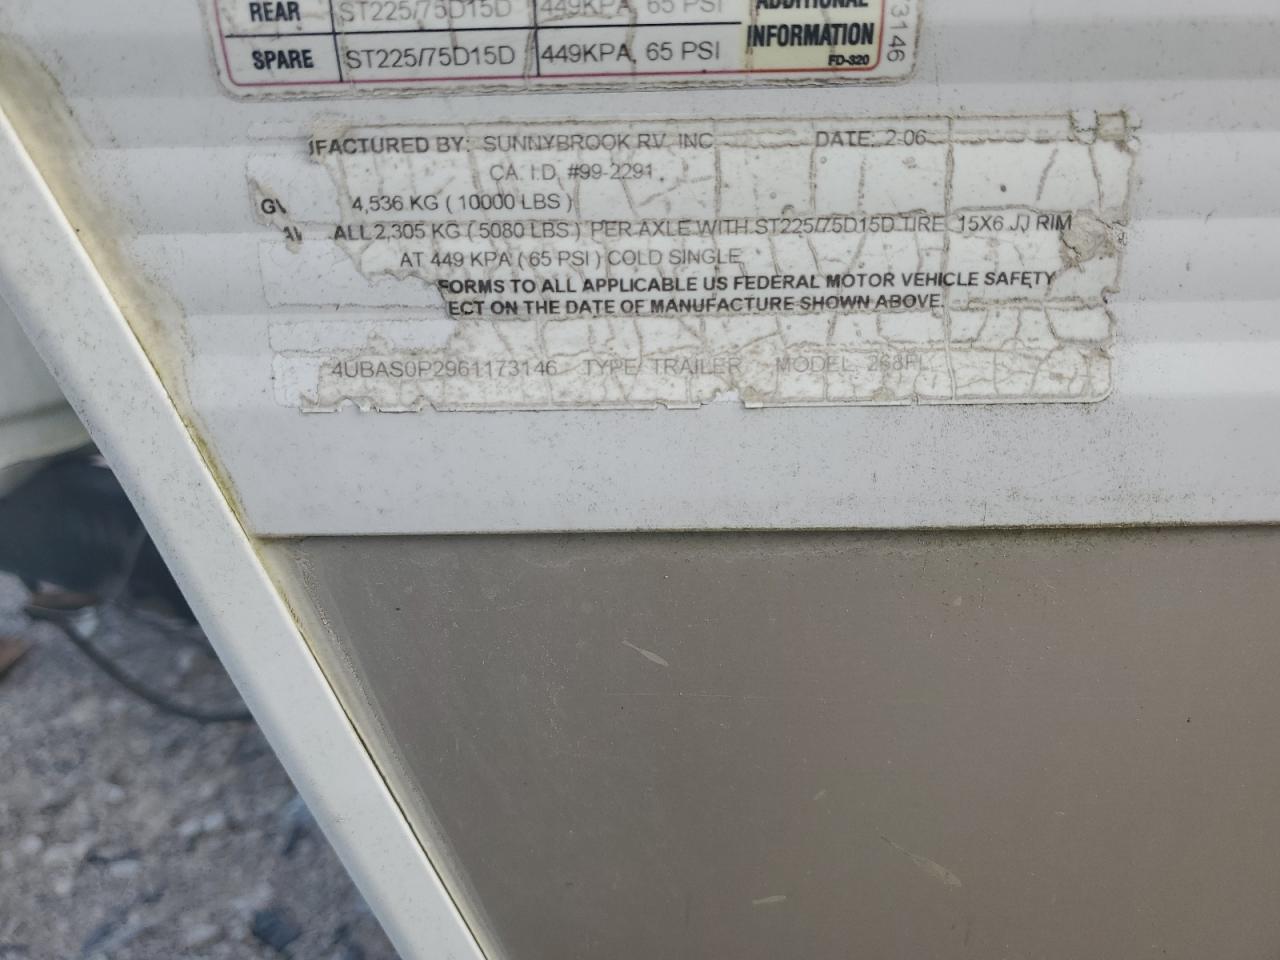 REAR ST225/75D15D 449KPA, 65 PSI ADDITIONAL
SPARE ST225/75D15D 449KPA, 65 PSI INFORMATION
FD-320
3146
FACTURED BY: SUNNYBROOK RV, INC DATE: 2-06
CA. I.D. #99-2291
GV 4,536 KG ( 10000 LBS )
ALL 2,305 KG ( 5080 LBS ) PER AXLE WITH ST225/75D15D TIRE 15X6 JJ RIM
AT 449 KPA ( 65 PSI ) COLD SINGLE
FORMS TO ALL APPLICABLE US FEDERAL MOTOR VEHICLE SAFETY
ECT ON THE DATE OF MANUFACTURE SHOWN ABOVE.
4UBAS0P2961173146 TYPE: TRAILER MODEL: